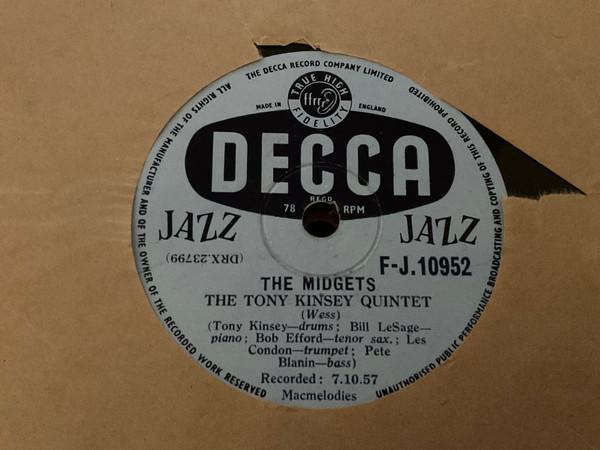 THE DECCA RECORD COMPANY LIMITED
ALL RIGHTS OF THE MANUFACTURER AND OF THE OWNER OF THE RECORDED WORK RESERVED
UNAUTHORISED PUBLIC PERFORMANCE BROADCASTING AND COPYING OF THIS RECORD PROHIBITED
TRUE HIGH
ffrr
FIDELITY
MADE IN ENGLAND
DECCA
REGD.
78 RPM
JAZZ JAZZ
(DRX.23799)
F-J.10952
THE MIDGETS
THE TONY KINSEY QUINTET
(Wess)
(Tony Kinsey—drums; Bill LeSage—
piano; Bob Efford—tenor sax.; Les
Condon—trumpet; Pete
Blanin—bass)
Recorded: 7.10.57
Macmelodies